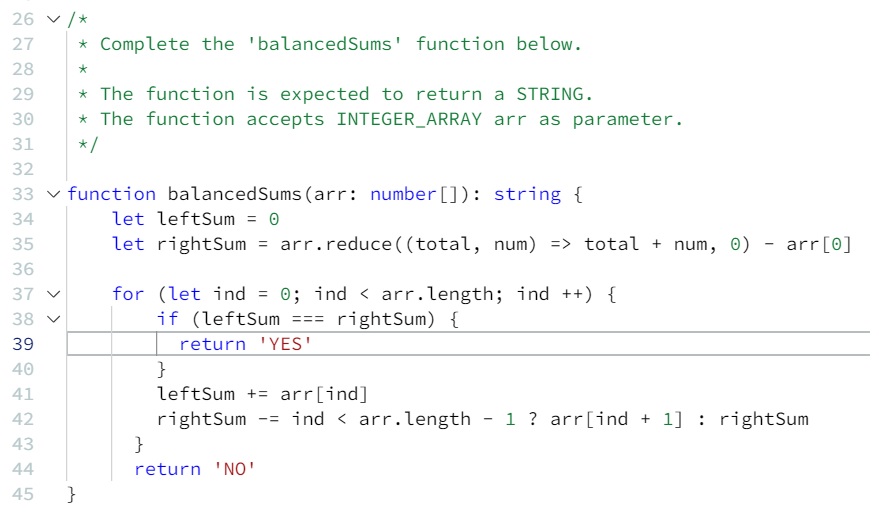 26 /*
27  * Complete the 'balancedSums' function below.
28  *
29  * The function is expected to return a STRING.
30  * The function accepts INTEGER_ARRAY arr as parameter.
31  */
32
33 function balancedSums(arr: number[]): string {
34     let leftSum = 0
35     let rightSum = arr.reduce((total, num) => total + num, 0) - arr[0]
36
37     for (let ind = 0; ind < arr.length; ind ++) {
38         if (leftSum === rightSum) {
39           return 'YES'
40         }
41         leftSum += arr[ind]
42         rightSum -= ind < arr.length - 1 ? arr[ind + 1] : rightSum
43       }
44       return 'NO'
45 }